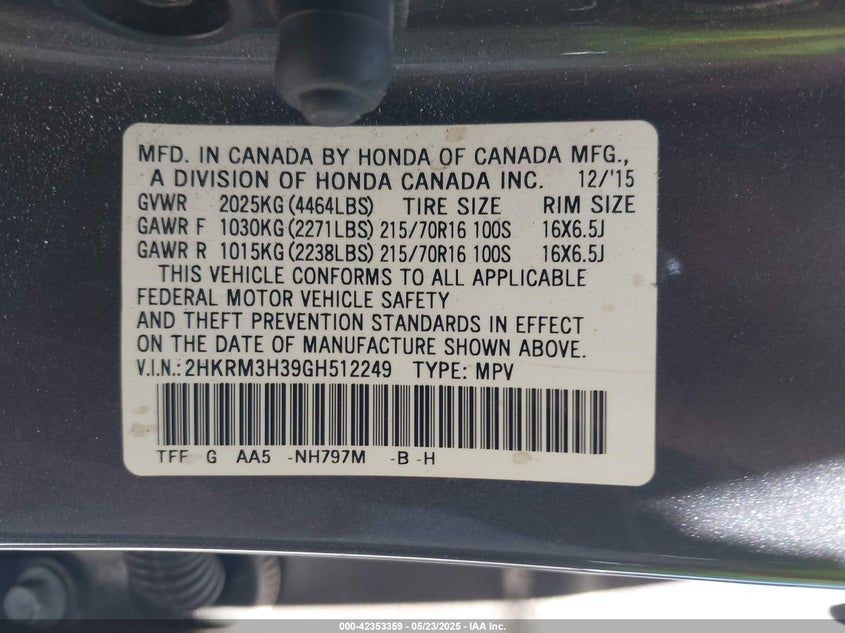 MFD. IN CANADA BY HONDA OF CANADA MFG.,
A DIVISION OF HONDA CANADA INC. 12/'15
GVWR 2025KG (4464LBS) TIRE SIZE RIM SIZE
GAWR F 1030KG (2271LBS) 215/70R16 100S 16X6.5J
GAWR R 1015KG (2238LBS) 215/70R16 100S 16X6.5J
THIS VEHICLE CONFORMS TO ALL APPLICABLE
FEDERAL MOTOR VEHICLE SAFETY
AND THEFT PREVENTION STANDARDS IN EFFECT
ON THE DATE OF MANUFACTURE SHOWN ABOVE.
V.I.N.: 2HKRM3H39GH512249 TYPE: MPV
TFF G AA5 -NH797M -B -H
000-42353359 - 05/23/2025 - IAA Inc.